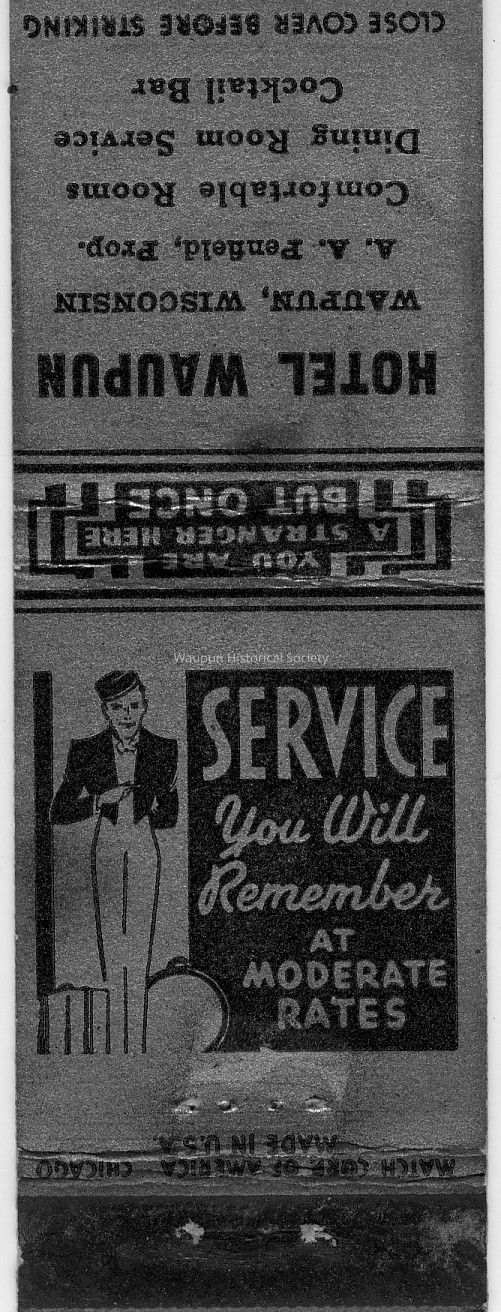 HOTEL WAUPUN
WAUPUN, WISCONSIN
A. A. Penfield, Prop.
Comfortable Rooms
Dining Room Service
Cocktail Bar
CLOSE COVER BEFORE STRIKING
YOU ARE
A STRANGER HERE
BUT ONCE
Waupun Historical Society
SERVICE
You Will
Remember
AT
MODERATE
RATES
MATCH CORP. OF AMERICA CHICAGO
MADE IN U.S.A.